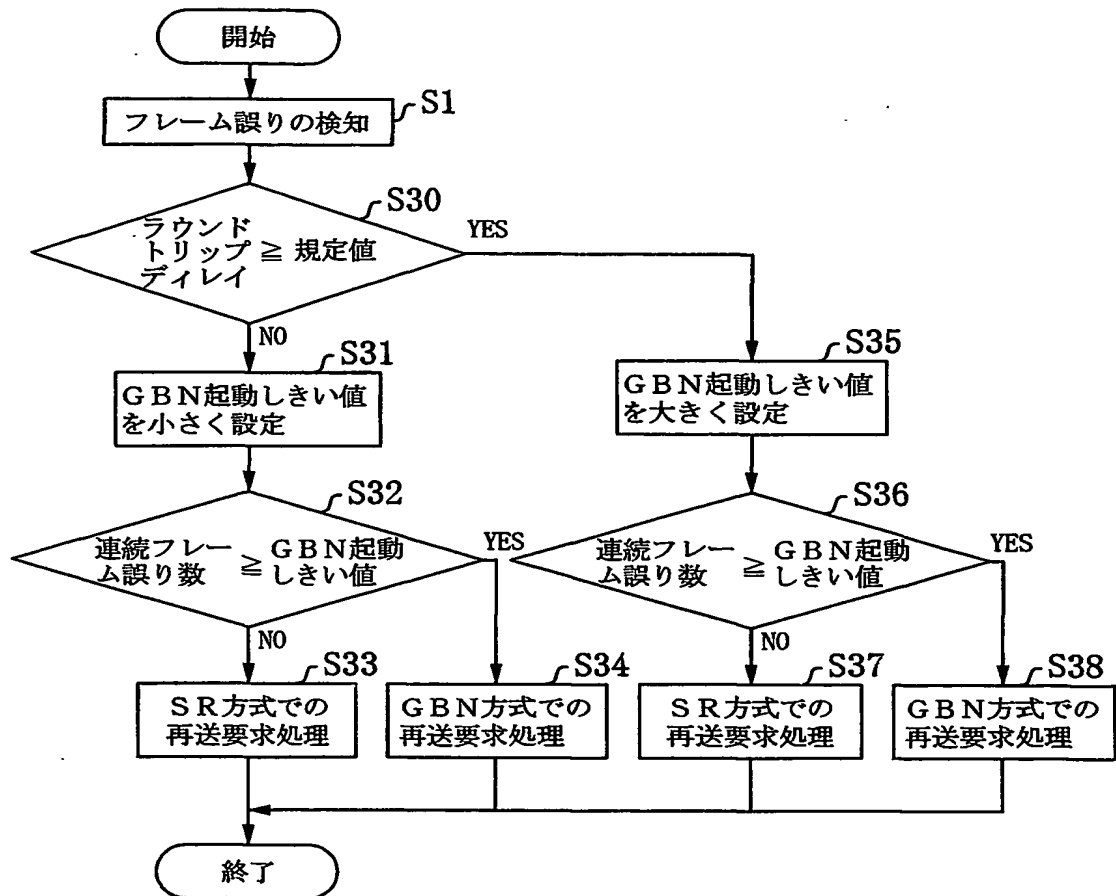 開始
S1
フレーム誤りの検知
S30
ラウンド
トリップ ≧ 規定値
ディレイ
YES
NO
S31
GBN起動しきい値
を小さく設定
S35
GBN起動しきい値
を大きく設定
S32
連続フレー
ム誤り数
≧
GBN起動
しきい値
YES
NO
S36
連続フレー
ム誤り数
≧
GBN起動
しきい値
YES
NO
S33
SR方式での
再送要求処理
S34
GBN方式での
再送要求処理
S37
SR方式での
再送要求処理
S38
GBN方式での
再送要求処理
終了